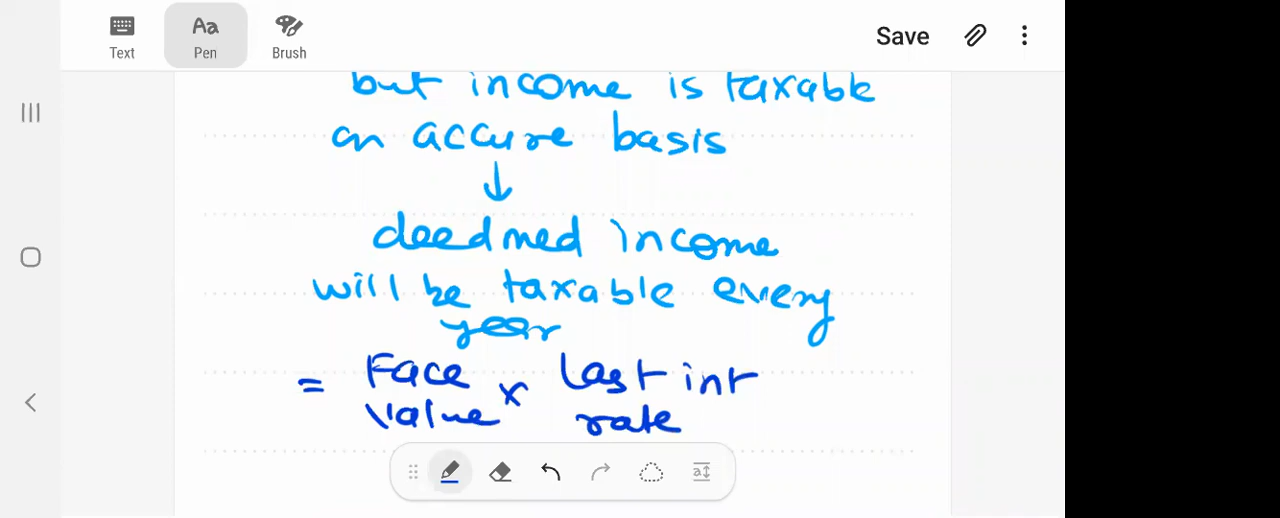 Text Pen Brush Save
but income is taxable
on accure basis
↓
deedmed income
will be taxable every
year
= Face value × Last int rate